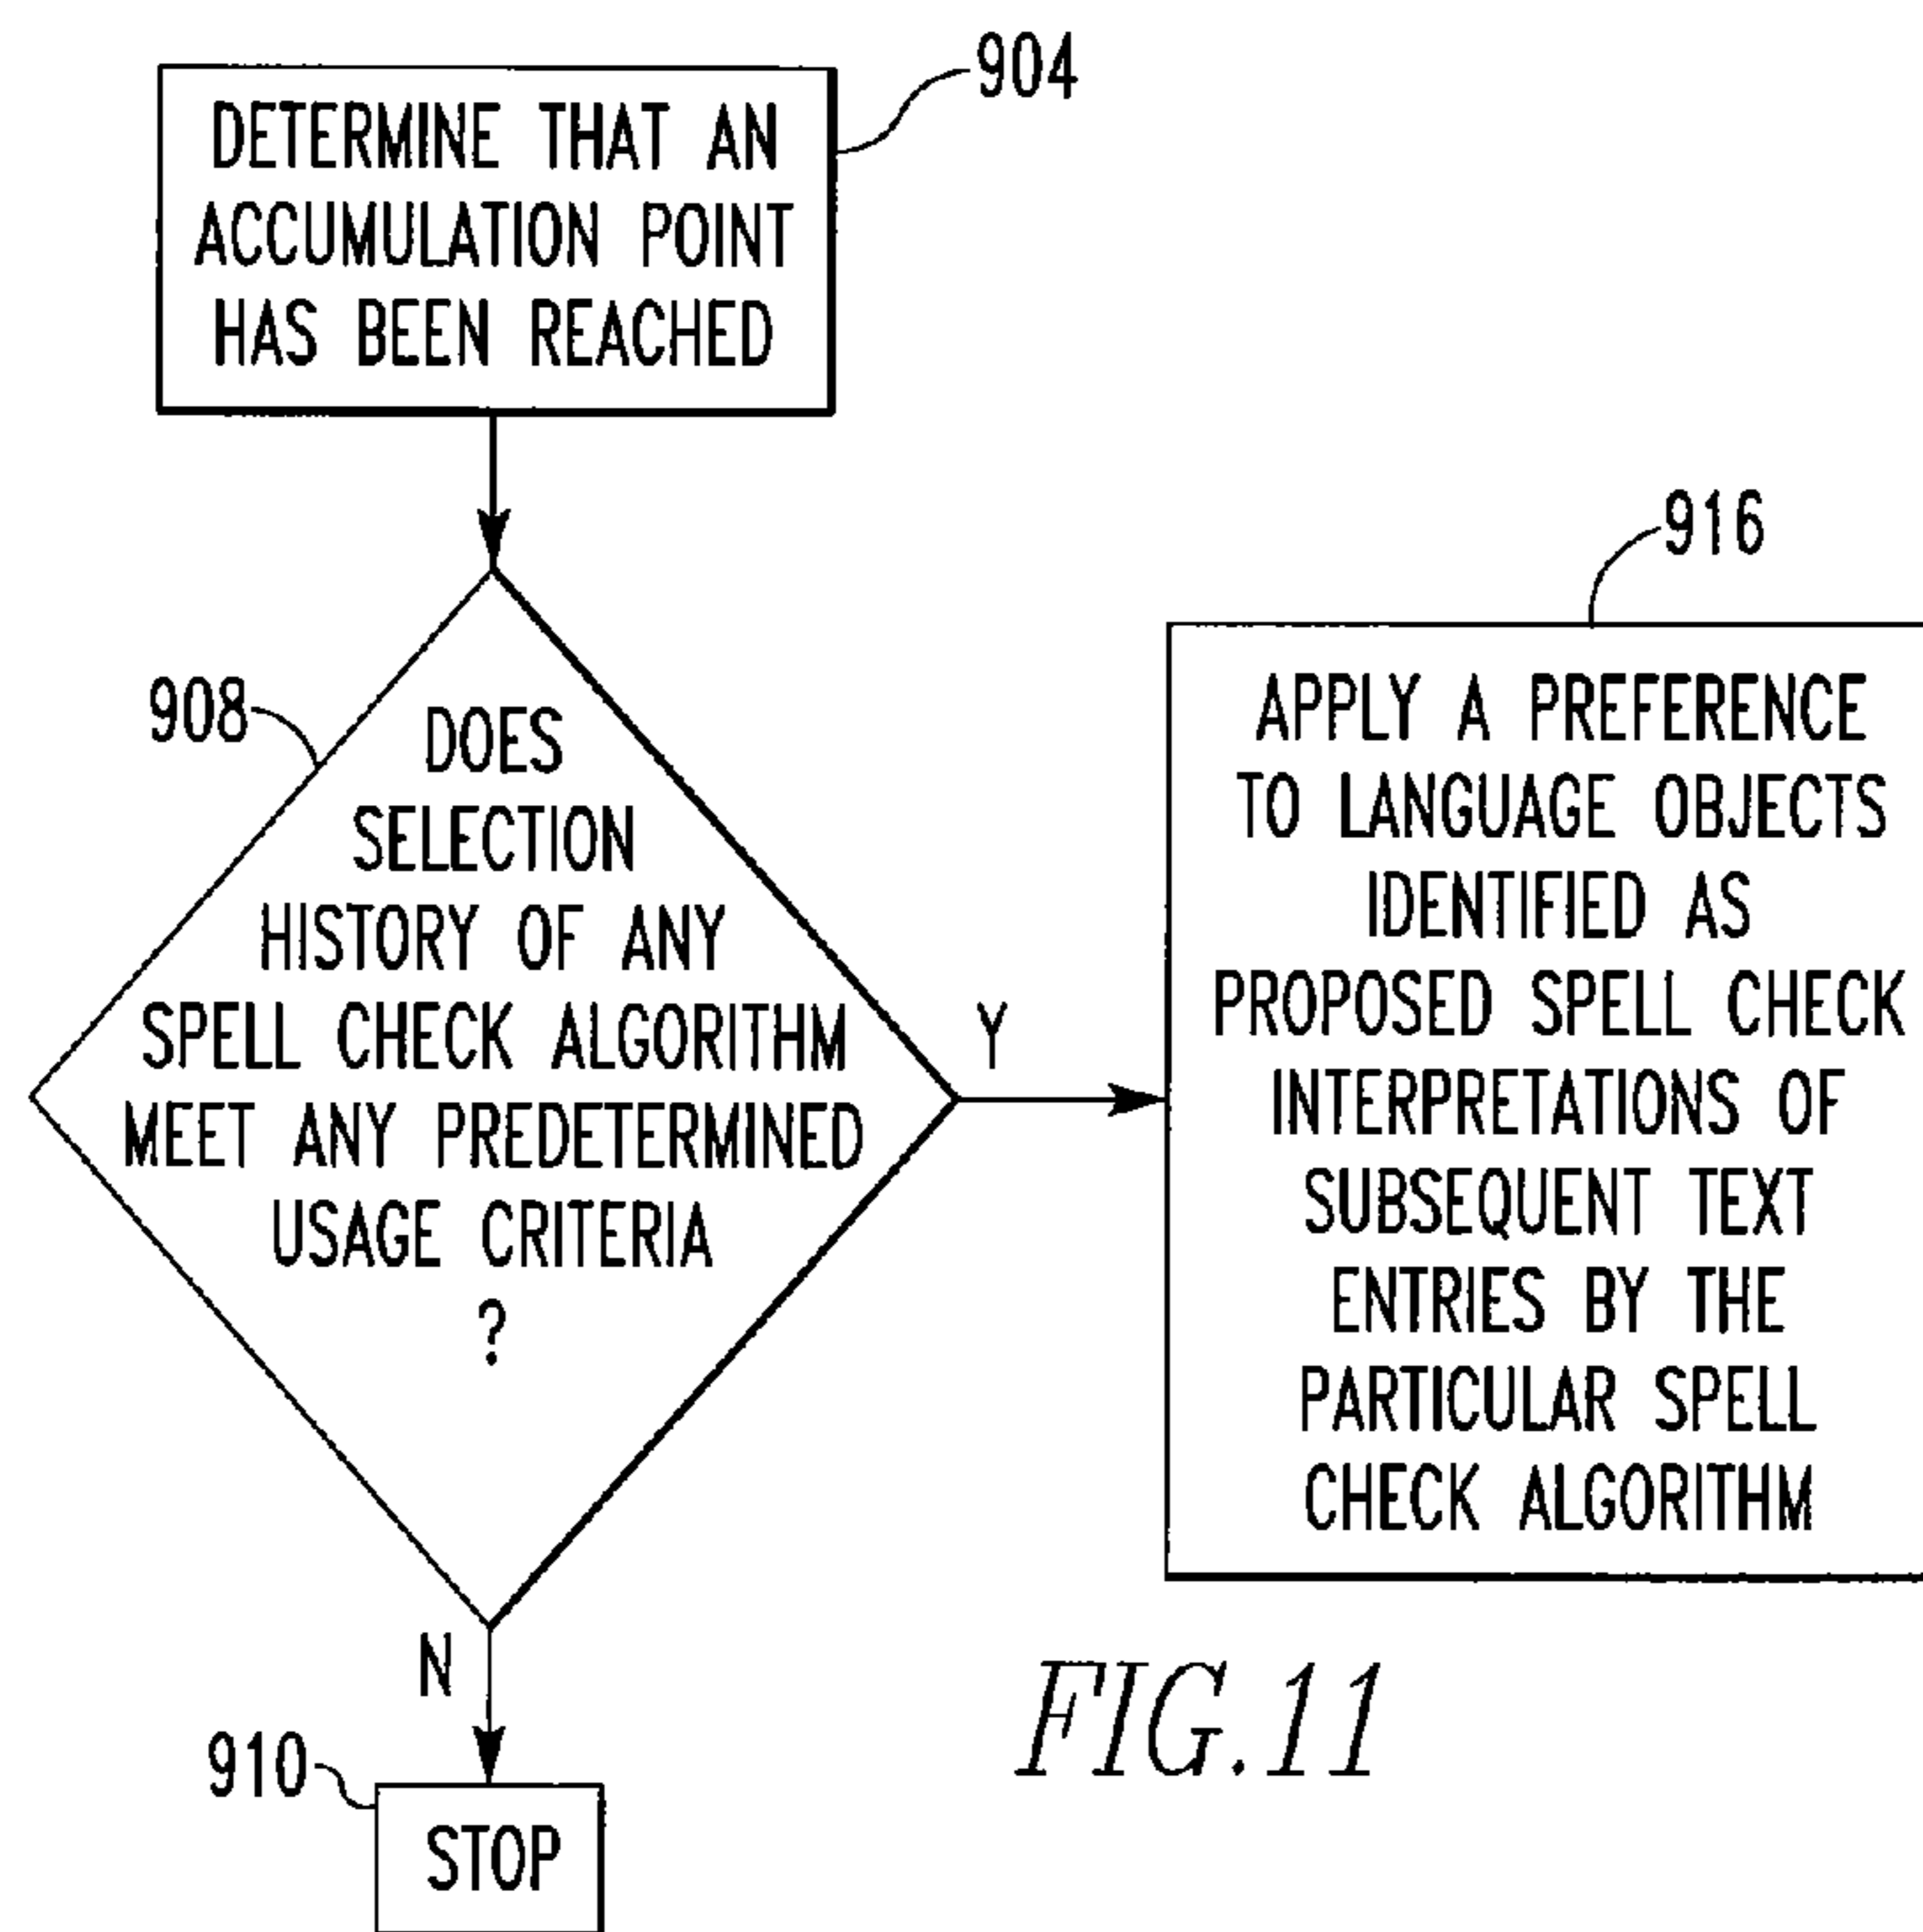 904
DETERMINE THAT AN
ACCUMULATION POINT
HAS BEEN REACHED
908
DOES
SELECTION
HISTORY OF ANY
SPELL CHECK ALGORITHM
MEET ANY PREDETERMINED
USAGE CRITERIA
?
Y
916
APPLY A PREFERENCE
TO LANGUAGE OBJECTS
IDENTIFIED AS
PROPOSED SPELL CHECK
INTERPRETATIONS OF
SUBSEQUENT TEXT
ENTRIES BY THE
PARTICULAR SPELL
CHECK ALGORITHM
N
910
STOP
FIG.11